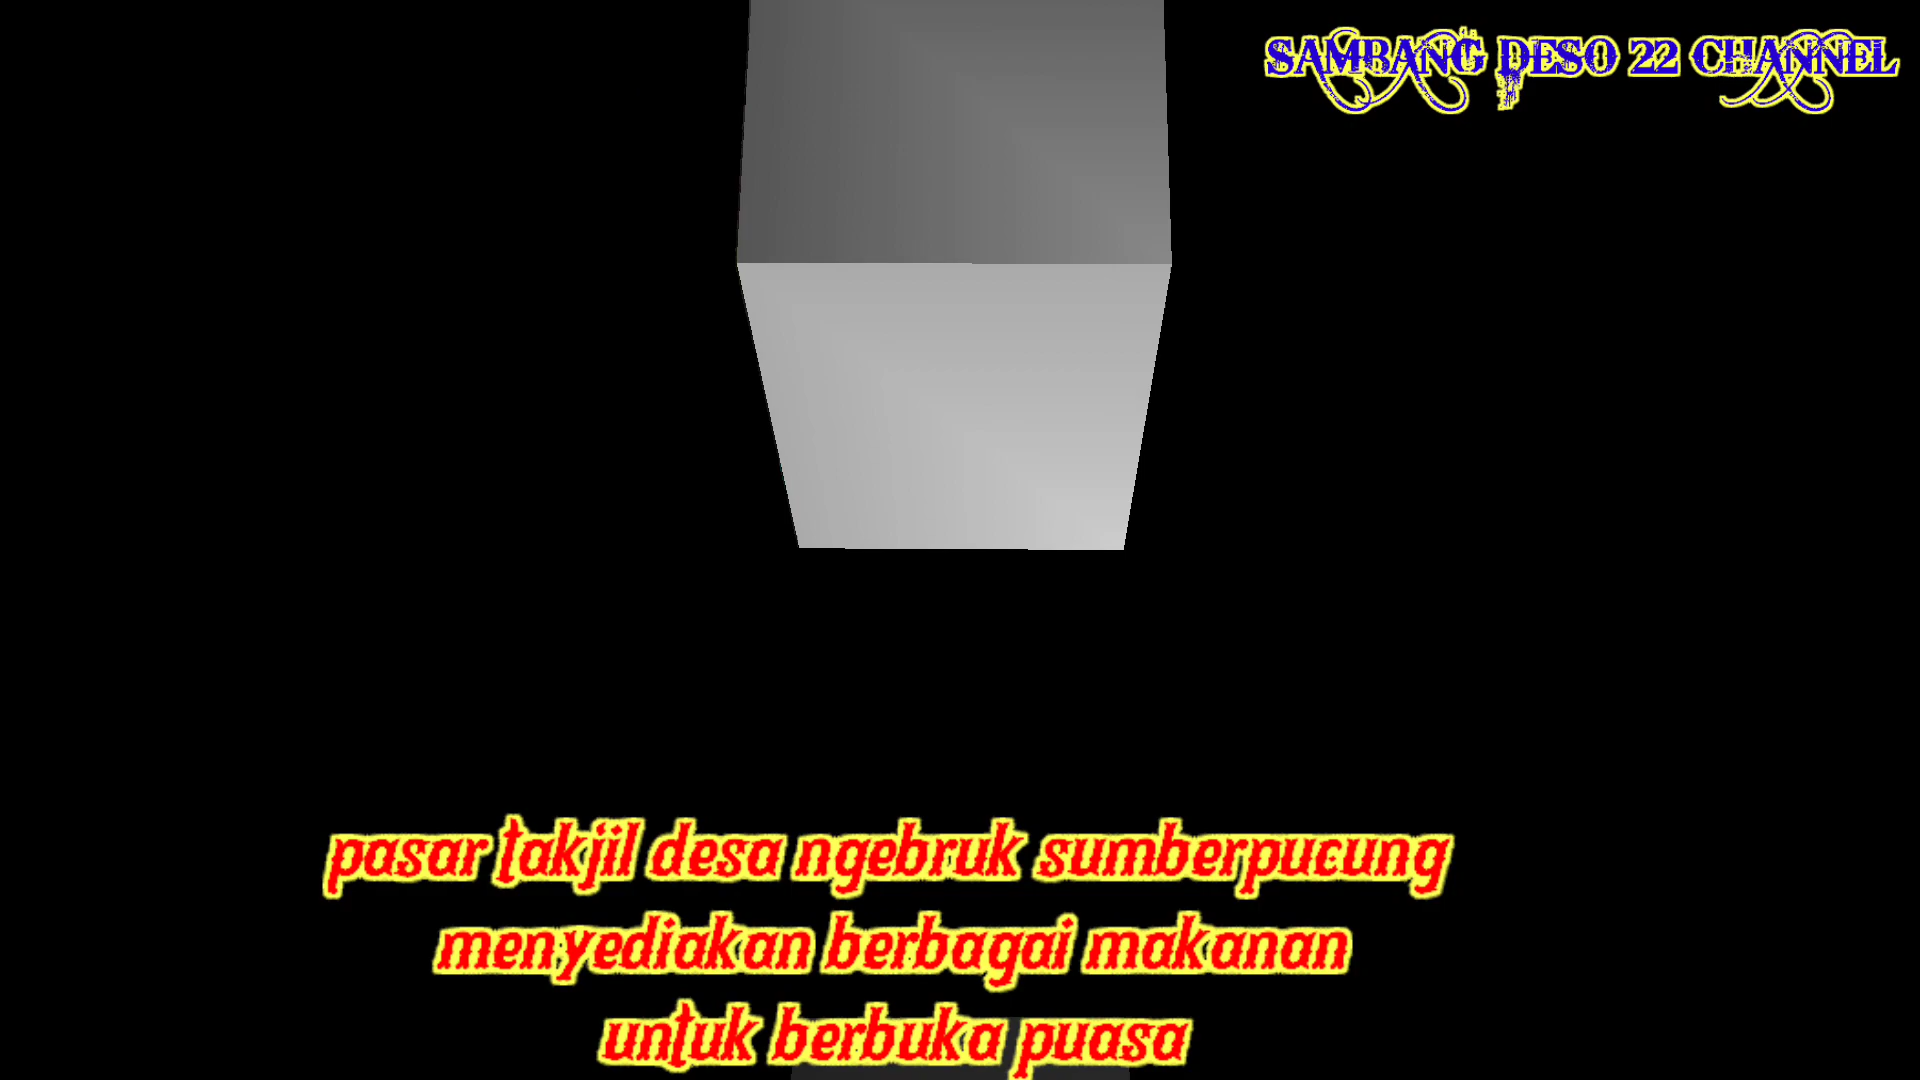 SAMBANG DESO 22 CHANNEL
pasar takjil desa ngebruk sumberpucung
menyediakan berbagai makanan
untuk berbuka puasa